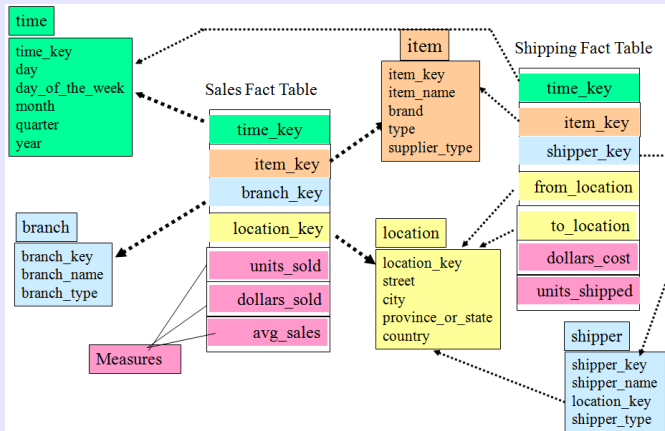 time
time_key
day
day_of_the_week
month
quarter
year
Sales Fact Table
time_key
item_key
branch_key
location_key
units_sold
dollars_sold
avg_sales
Measures
branch
branch_key
branch_name
branch_type
item
item_key
item_name
brand
type
supplier_type
location
location_key
street
city
province_or_state
country
Shipping Fact Table
time_key
item_key
shipper_key
from_location
to_location
dollars_cost
units_shipped
shipper
shipper_key
shipper_name
location_key
shipper_type